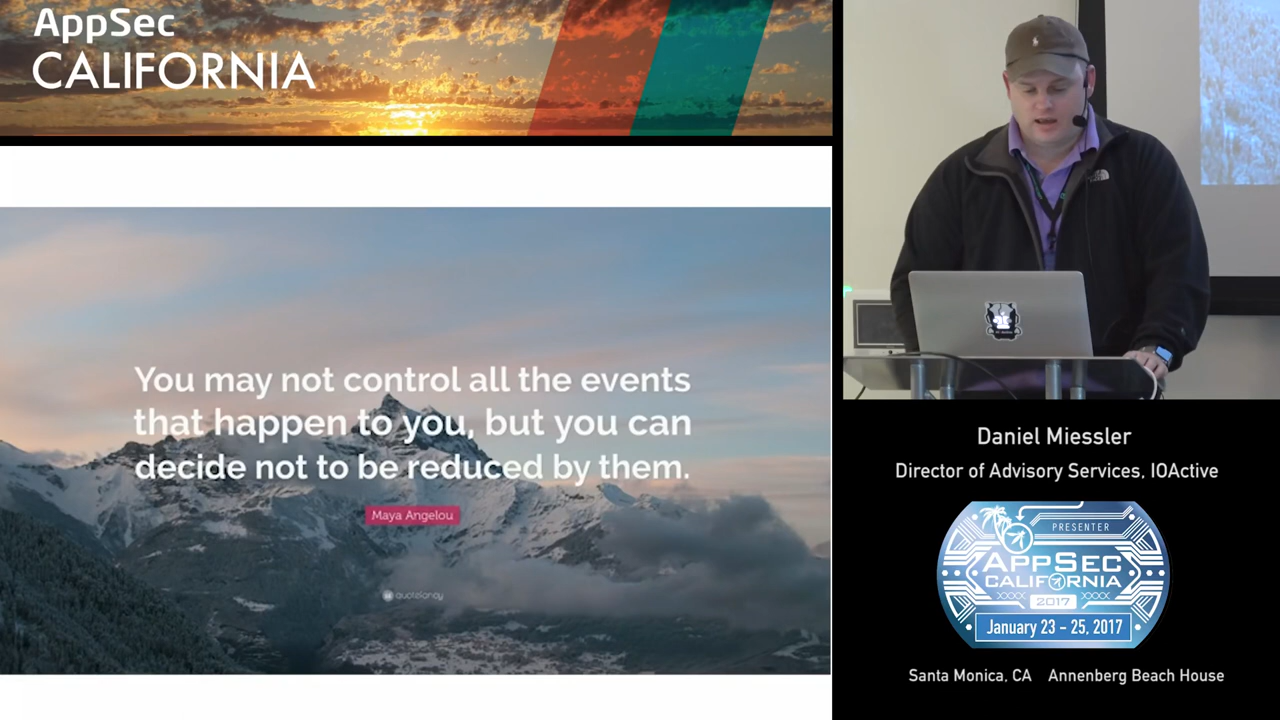 AppSec
CALIFORNIA
You may not control all the events
that happen to you, but you can
decide not to be reduced by them.
Maya Angelou
quotefancy
Daniel Miessler
Director of Advisory Services, IOActive
PRESENTER
APPSEC
CALIFORNIA
2017
January 23 - 25, 2017
Santa Monica, CA Annenberg Beach House